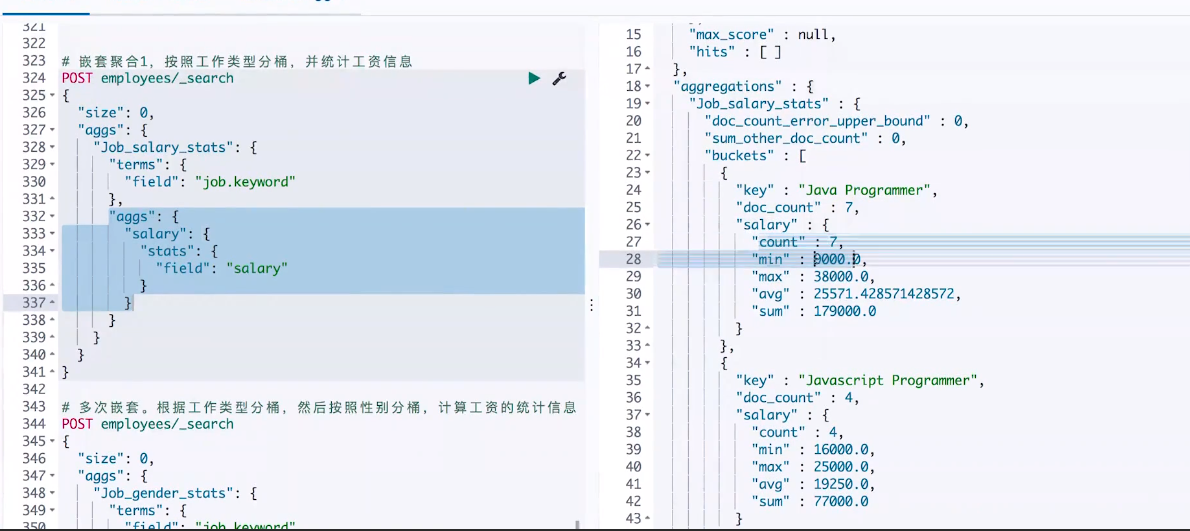 321
322
323 # 嵌套聚合1, 按照工作类型分桶, 并统计工资信息
324 POST employees/_search
325 {
326 "size": 0,
327 "aggs": {
328 "Job_salary_stats": {
329 "terms": {
330 "field": "job.keyword"
331 },
332 "aggs": {
333 "salary": {
334 "stats": {
335 "field": "salary"
336 }
337 }
338 }
339 }
340 }
341 }
342
343 # 多次嵌套。根据工作类型分桶, 然后按照性别分桶, 计算工资的统计信息
344 POST employees/_search
345 {
346 "size": 0,
347 "aggs": {
348 "Job_gender_stats": {
349 "terms": {
350 "field": "job.keyword"
15 "max_score" : null,
16 "hits" : [ ]
17 },
18 "aggregations" : {
19 "Job_salary_stats" : {
20 "doc_count_error_upper_bound" : 0,
21 "sum_other_doc_count" : 0,
22 "buckets" : [
23 {
24 "key" : "Java Programmer",
25 "doc_count" : 7,
26 "salary" : {
27 "count" : 7,
28 "min" : 9000.0,
29 "max" : 38000.0,
30 "avg" : 25571.428571428572,
31 "sum" : 179000.0
32 }
33 },
34 {
35 "key" : "Javascript Programmer",
36 "doc_count" : 4,
37 "salary" : {
38 "count" : 4,
39 "min" : 16000.0,
40 "max" : 25000.0,
41 "avg" : 19250.0,
42 "sum" : 77000.0
43 }